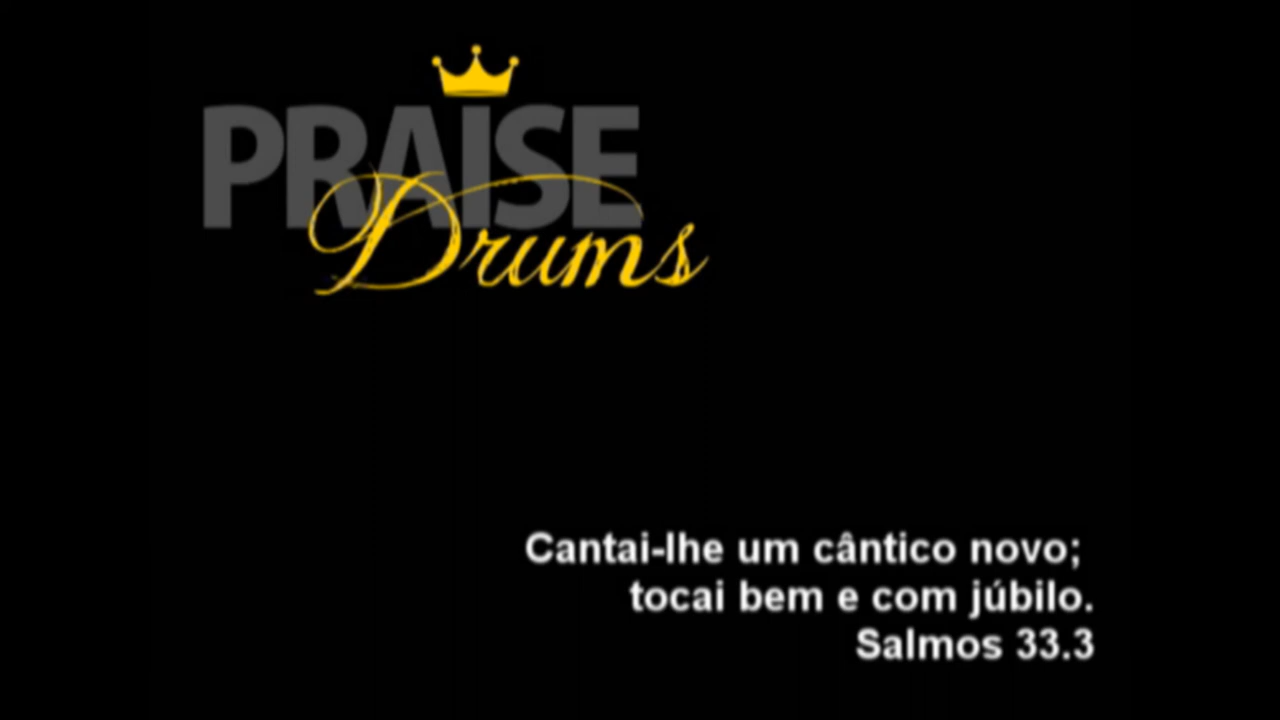 PRAISE
Drums
Cantai-lhe um cântico novo;
tocai bem e com júbilo.
Salmos 33.3